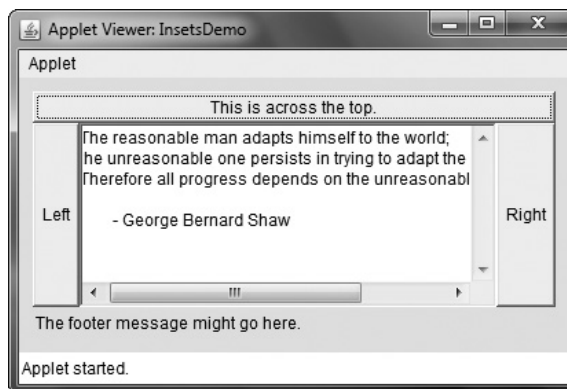 Applet Viewer: InsetsDemo
Applet
This is across the top.
The reasonable man adapts himself to the world;
he unreasonable one persists in trying to adapt the
Therefore all progress depends on the unreasonabl
Left
Right
- George Bernard Shaw
The footer message might go here.
Applet started.